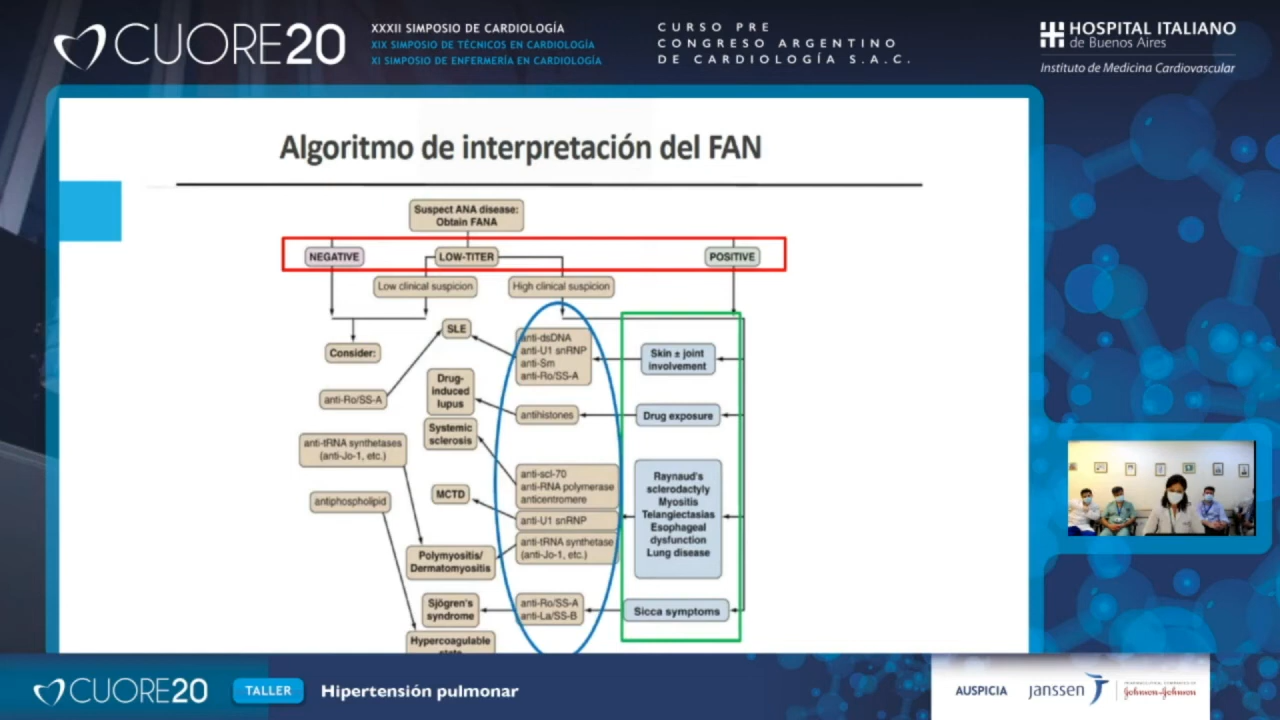 CUORE20
XXXII SIMPOSIO DE CARDIOLOGÍA
XIX SIMPOSIO DE TÉCNICOS EN CARDIOLOGÍA
XI SIMPOSIO DE ENFERMERÍA EN CARDIOLOGÍA
CURSO PRE
CONGRESO ARGENTINO
DE CARDIOLOGÍA S.A.C.
HOSPITAL ITALIANO
de Buenos Aires
Instituto de Medicina Cardiovascular
Algoritmo de interpretación del FAN
Suspect ANA disease:
Obtain FANA
NEGATIVE
LOW-TITER
POSITIVE
Low clinical suspicion
High clinical suspicion
Consider:
SLE
anti-dsDNA
anti-U1 snRNP
anti-Sm
anti-Ro/SS-A
Skin ± joint
involvement
anti-Ro/SS-A
Drug-
induced
lupus
antihistones
Drug exposure
anti-tRNA synthetases
(anti-Jo-1, etc.)
Systemic
sclerosis
anti-scl-70
anti-RNA polymerase
anticentromere
Raynaud's
sclerodactyly
Myositis
Telangiectasias
Esophageal
dysfunction
Lung disease
antiphospholipid
MCTD
anti-U1 snRNP
Polymyositis/
Dermatomyositis
anti-tRNA synthetase
(anti-Jo-1, etc.)
Sjögren's
syndrome
anti-Ro/SS-A
anti-La/SS-B
Sicca symptoms
Hypercoagulable
CUORE20
TALLER
Hipertensión pulmonar
AUSPICIA
janssen
Johnson & Johnson